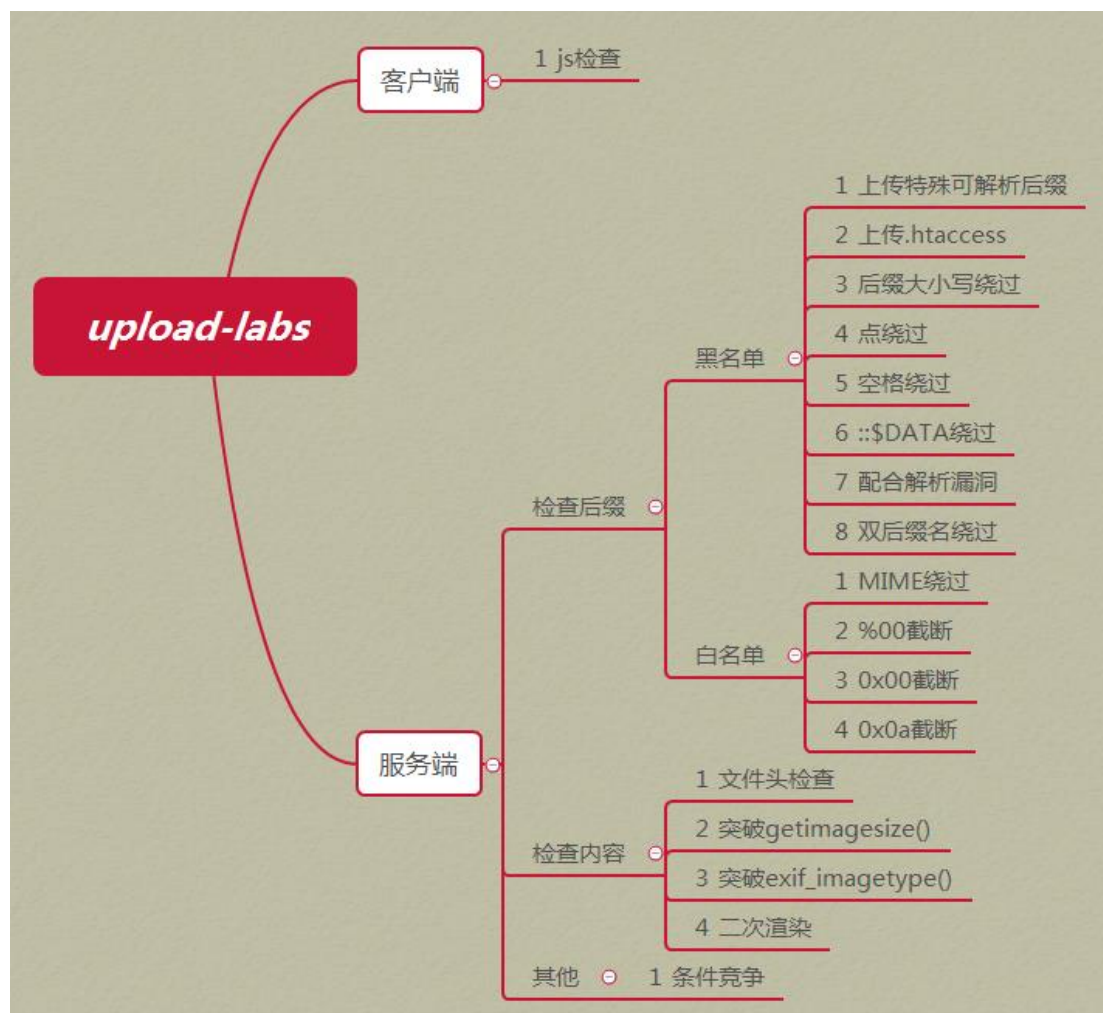 upload-labs
客户端
1 js检查
服务端
检查后缀
黑名单
1 上传特殊可解析后缀
2 上传.htaccess
3 后缀大小写绕过
4 点绕过
5 空格绕过
6 ::$DATA绕过
7 配合解析漏洞
8 双后缀名绕过
白名单
1 MIME绕过
2 %00截断
3 0x00截断
4 0x0a截断
检查内容
1 文件头检查
2 突破getimagesize()
3 突破exif_imagetype()
4 二次渲染
其他
1 条件竞争